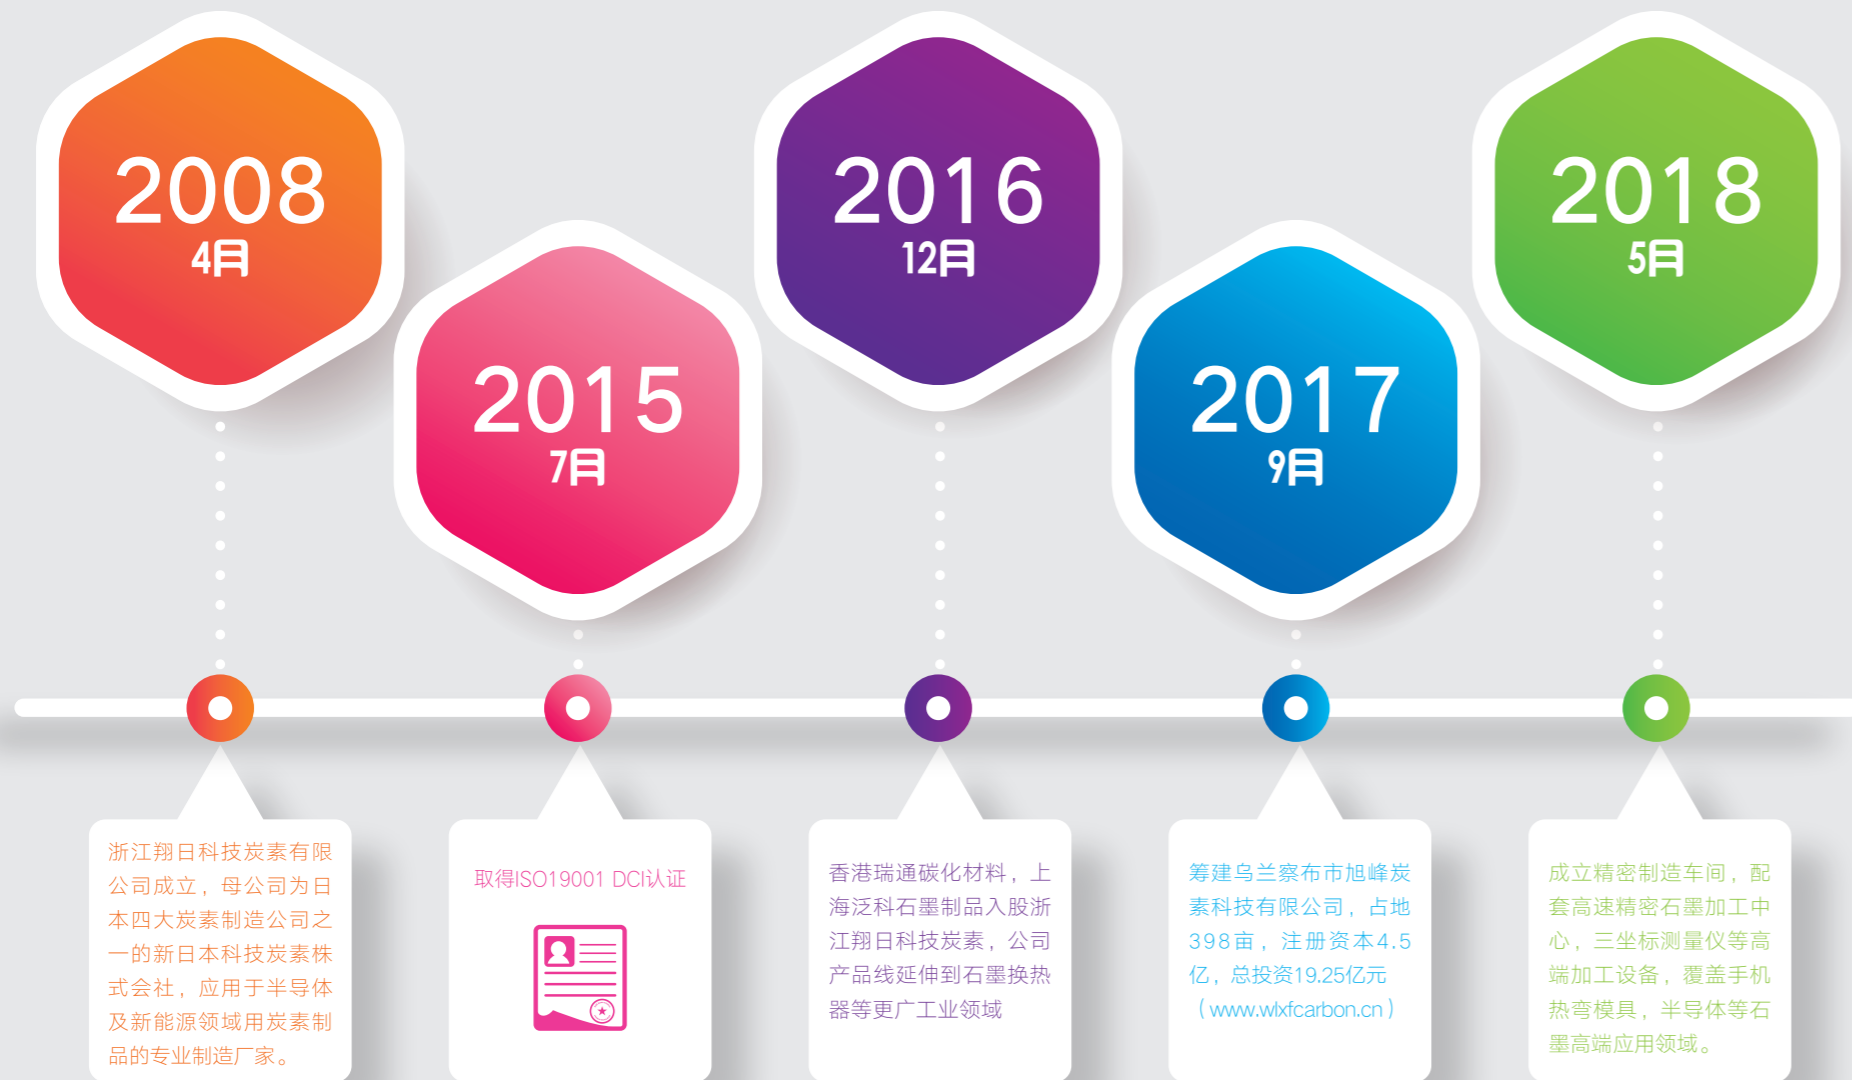 2008
4月
2015
7月
2016
12月
2017
9月
2018
5月
浙江翔日科技炭素有限
公司成立，母公司为日
本四大炭素制造公司之
一的新日本科技炭素株
式会社，应用于半导体
及新能源领域用炭素制
品的专业制造厂家。
取得ISO19001 DCI认证
香港瑞通碳化材料，上
海泛科石墨制品入股浙
江翔日科技炭素，公司
产品线延伸到石墨换热
器等更广工业领域
筹建乌兰察布市旭峰炭
素科技有限公司，占地
398亩，注册资本4.5
亿，总投资19.25亿元
（www.wlxfcarbon.cn）
成立精密制造车间，配
套高速精密石墨加工中
心，三坐标测量仪等高
端加工设备，覆盖手机
热弯模具，半导体等石
墨高端应用领域。